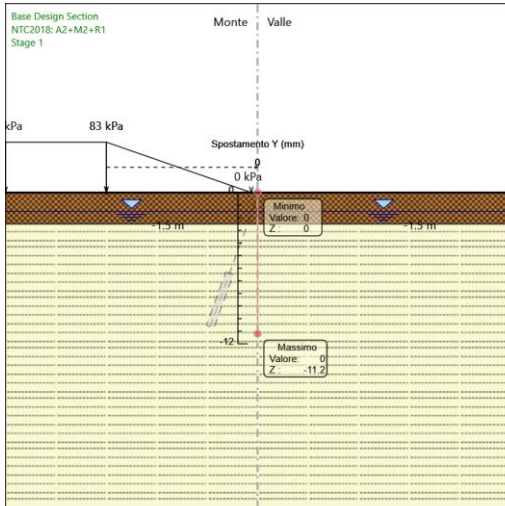 Base Design Section
NTC2018: A2+M2+R1
Stage 1
Monte
Valle
kPa
83 kPa
Spostamento Y (mm)
0
0 kPa
0
Minimo
Valore: 0
Z : 0
-1.5 m
-1.5 m
-12
Massimo
Valore: 0
Z : -11.2